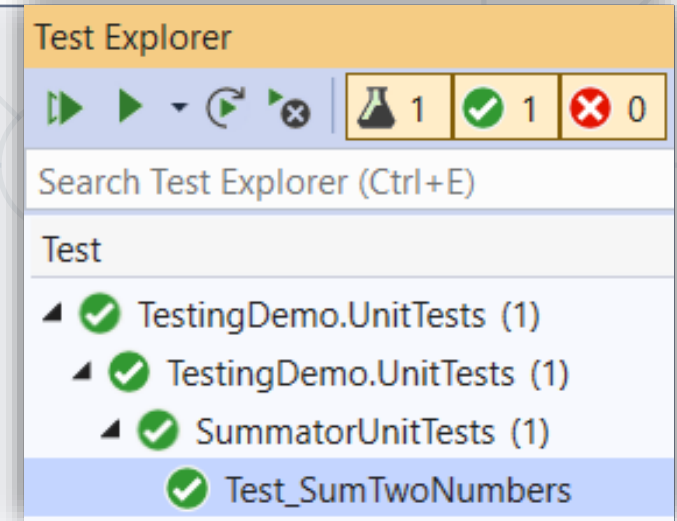 Test Explorer
1 1 0
Search Test Explorer (Ctrl+E)
Test
TestingDemo.UnitTests (1)
TestingDemo.UnitTests (1)
SummatorUnitTests (1)
Test_SumTwoNumbers